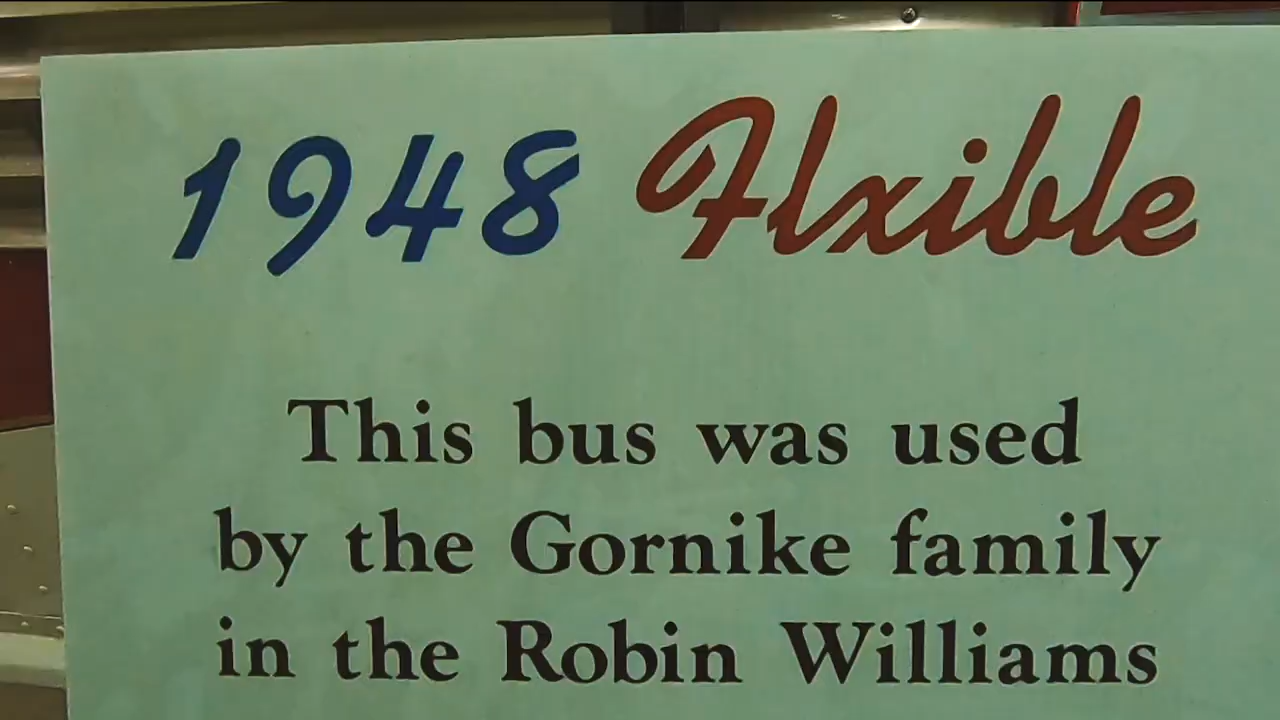 1948 Flxible
This bus was used
by the Gornike family
in the Robin Williams